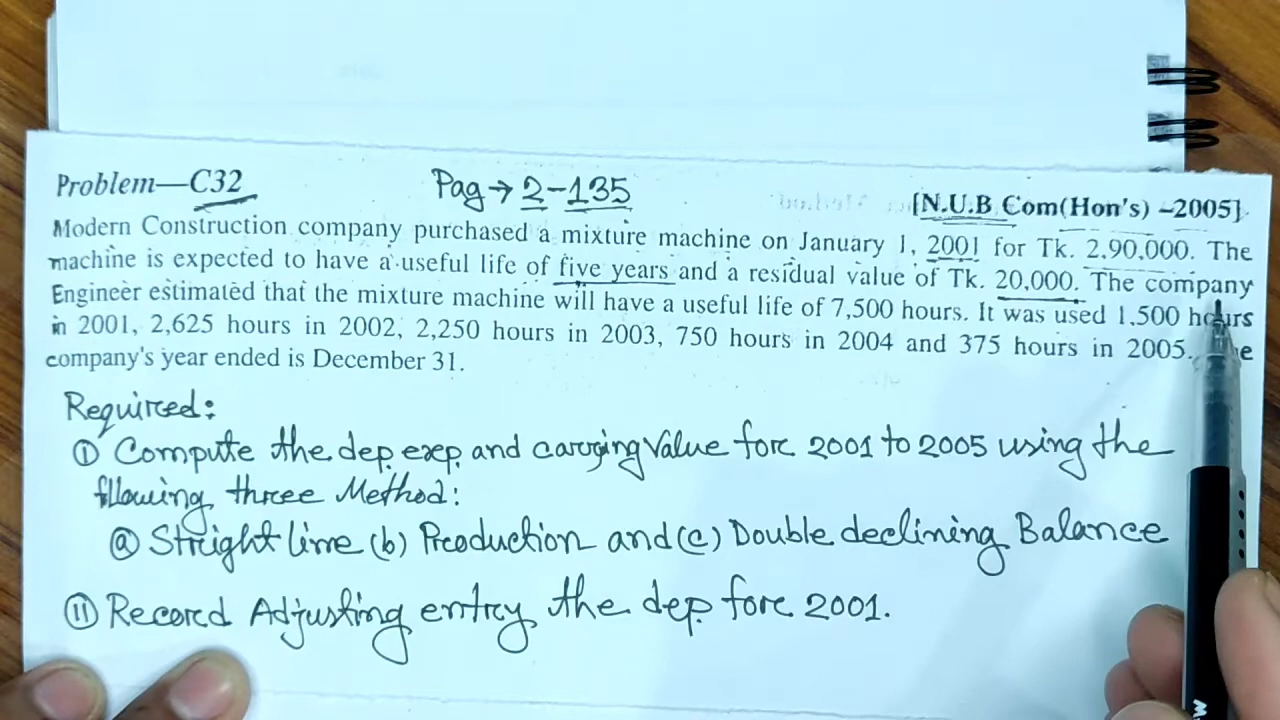 Problem—C32 Pag → 2-135 [N.U.B Com(Hon's) –2005]
Modern Construction company purchased a mixture machine on January 1, 2001 for Tk. 2,90,000. The
machine is expected to have a useful life of five years and a residual value of Tk. 20,000. The company
Engineer estimated that the mixture machine will have a useful life of 7,500 hours. It was used 1,500 hours
in 2001, 2,625 hours in 2002, 2,250 hours in 2003, 750 hours in 2004 and 375 hours in 2005.
company's year ended is December 31.
Required:
① Compute the dep. exp. and carrying value for 2001 to 2005 using the
following three Method:
ⓐ Streight line (b) Production and (c) Double declining Balance
⑪ Record Adjusting entry the dep fore 2001.